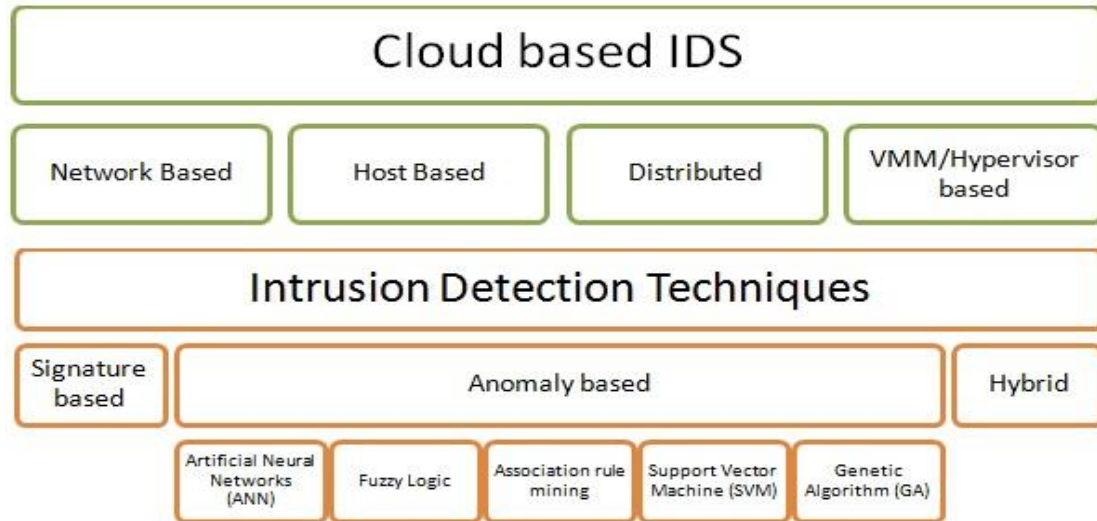 Cloud based IDS
Network Based
Host Based
Distributed
VMM/Hypervisor
based
Intrusion Detection Techniques
Signature
based
Anomaly based
Hybrid
Artificial Neural
Networks
(ANN)
Fuzzy Logic
Association rule
mining
Support Vector
Machine (SVM)
Genetic
Algorithm (GA)